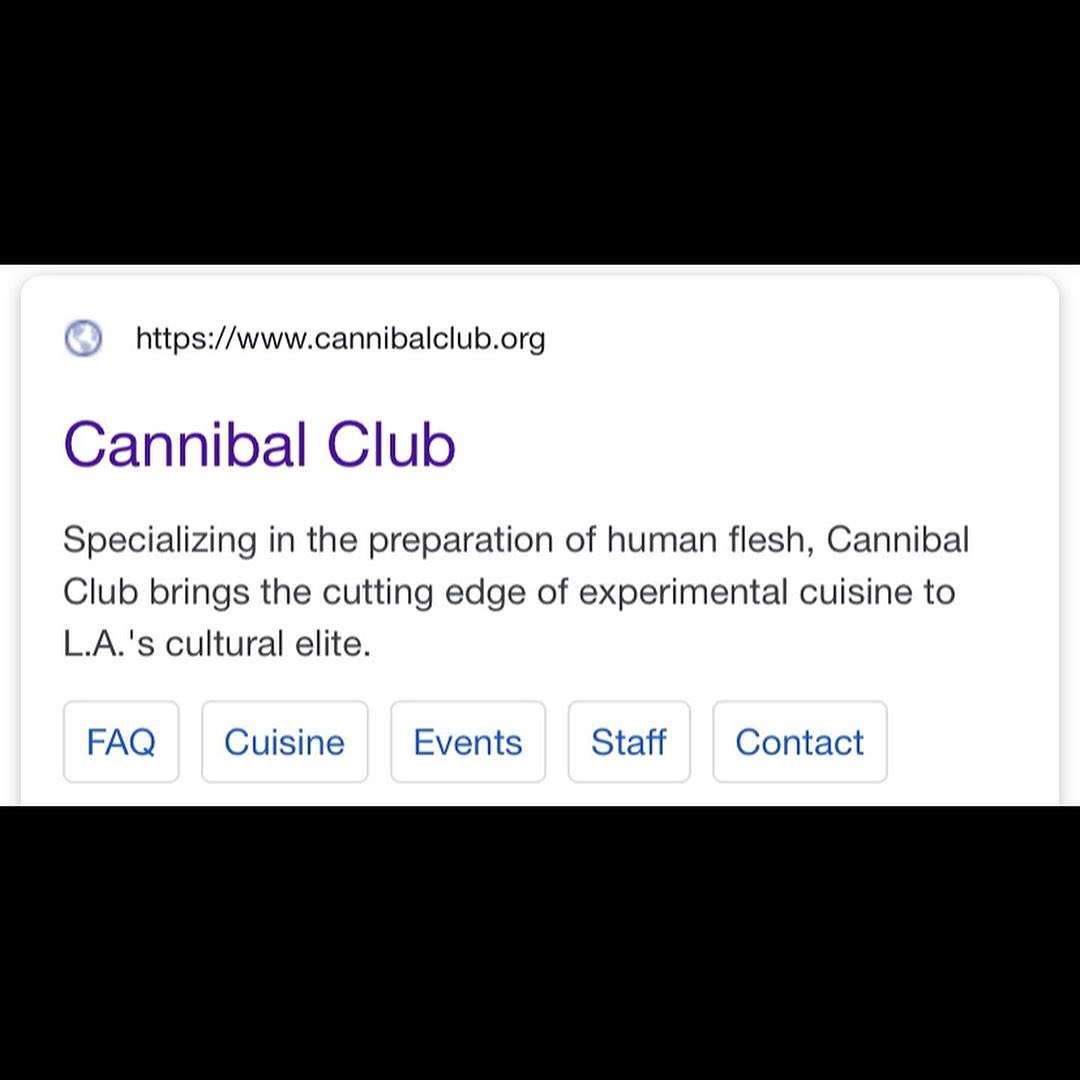 https://www.cannibalclub.org
Cannibal Club
Specializing in the preparation of human flesh, Cannibal
Club brings the cutting edge of experimental cuisine to
L.A.'s cultural elite.
FAQ Cuisine Events Staff Contact